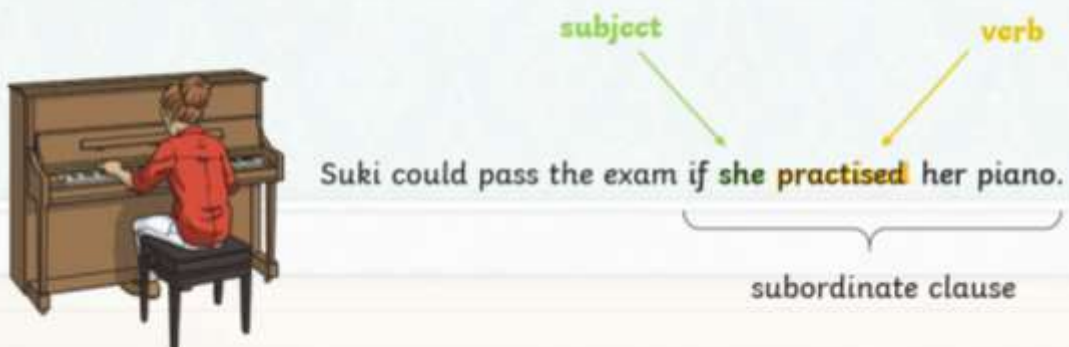 subject verb
Suki could pass the exam if she practised her piano.
subordinate clause